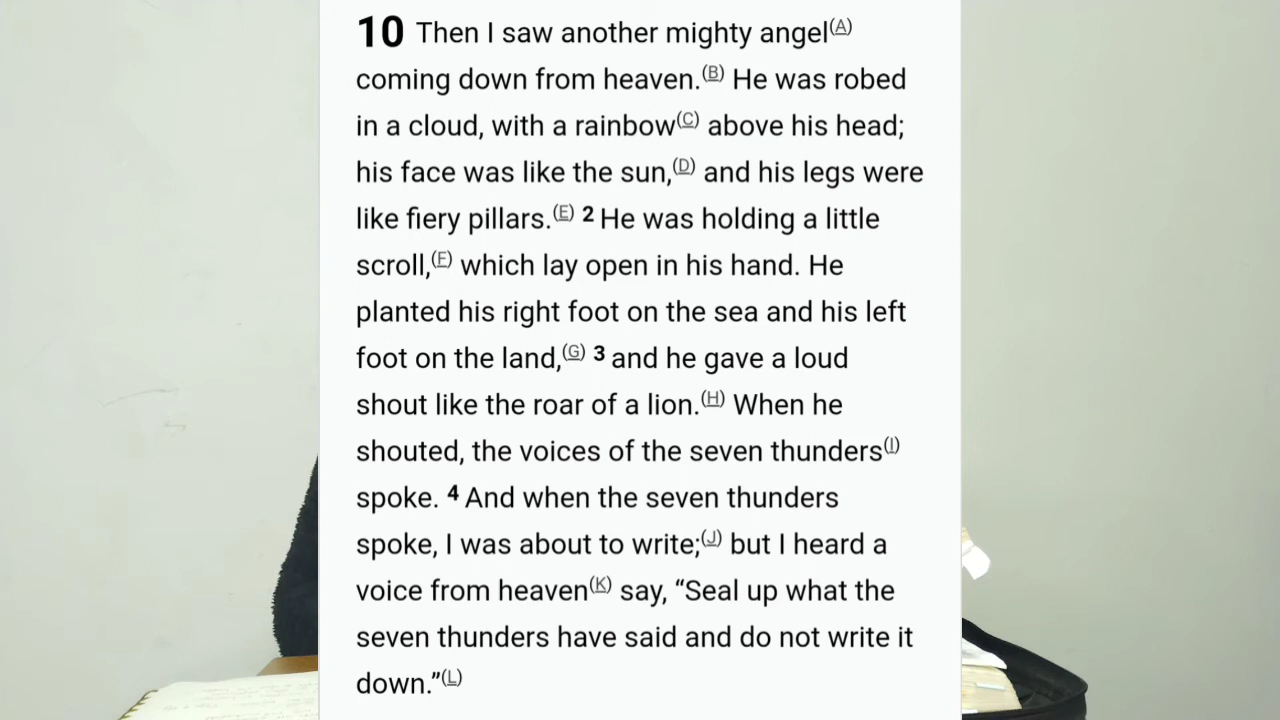 10 Then I saw another mighty angel(A)
coming down from heaven.(B) He was robed
in a cloud, with a rainbow(C) above his head;
his face was like the sun,(D) and his legs were
like fiery pillars.(E) 2 He was holding a little
scroll,(F) which lay open in his hand. He
planted his right foot on the sea and his left
foot on the land,(G) 3 and he gave a loud
shout like the roar of a lion.(H) When he
shouted, the voices of the seven thunders(I)
spoke. 4 And when the seven thunders
spoke, I was about to write;(J) but I heard a
voice from heaven(K) say, “Seal up what the
seven thunders have said and do not write it
down.”(L)